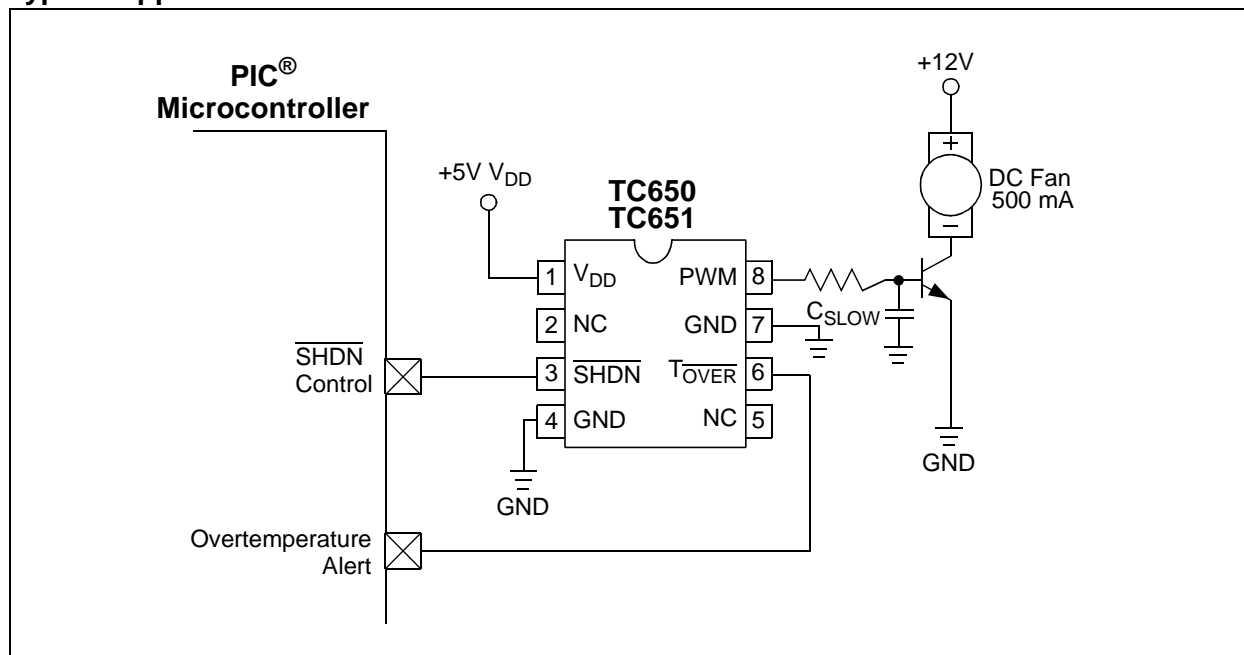 PIC®
Microcontroller
+12V
+5V VDD
TC650
TC651
DC Fan
500 mA
+
−
1 VDD
PWM 8
2 NC
GND 7
CSLOW
SHDN
Control
3 SHDN
TOVER 6
4 GND
NC 5
GND
GND
Overtemperature
Alert